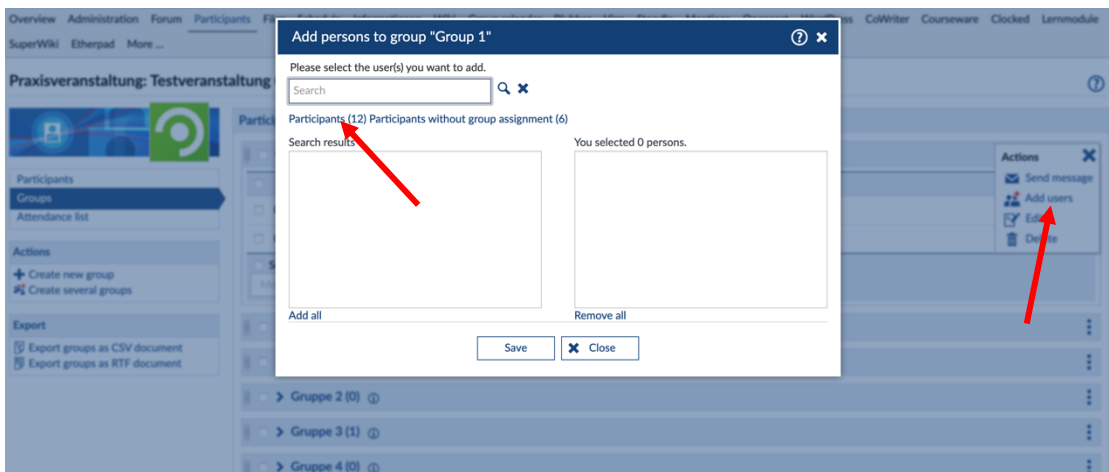 Overview Administration Forum Participants CoWriter Courseware Clocked Lernmodule
SuperWiki Etherpad More ...
Add persons to group "Group 1"
Please select the user(s) you want to add.
Search
Participants (12) Participants without group assignment (6)
Search results
You selected 0 persons.
Add all
Remove all
Save
Close
Praxisveranstaltung: Testveranstaltung
Participants
Groups
Attendance list
Actions
Create new group
Create several groups
Export
Export groups as CSV document
Export groups as RTF document
Actions
Send message
Add users
Edit
Delete
Gruppe 2 (0)
Gruppe 3 (1)
Gruppe 4 (0)